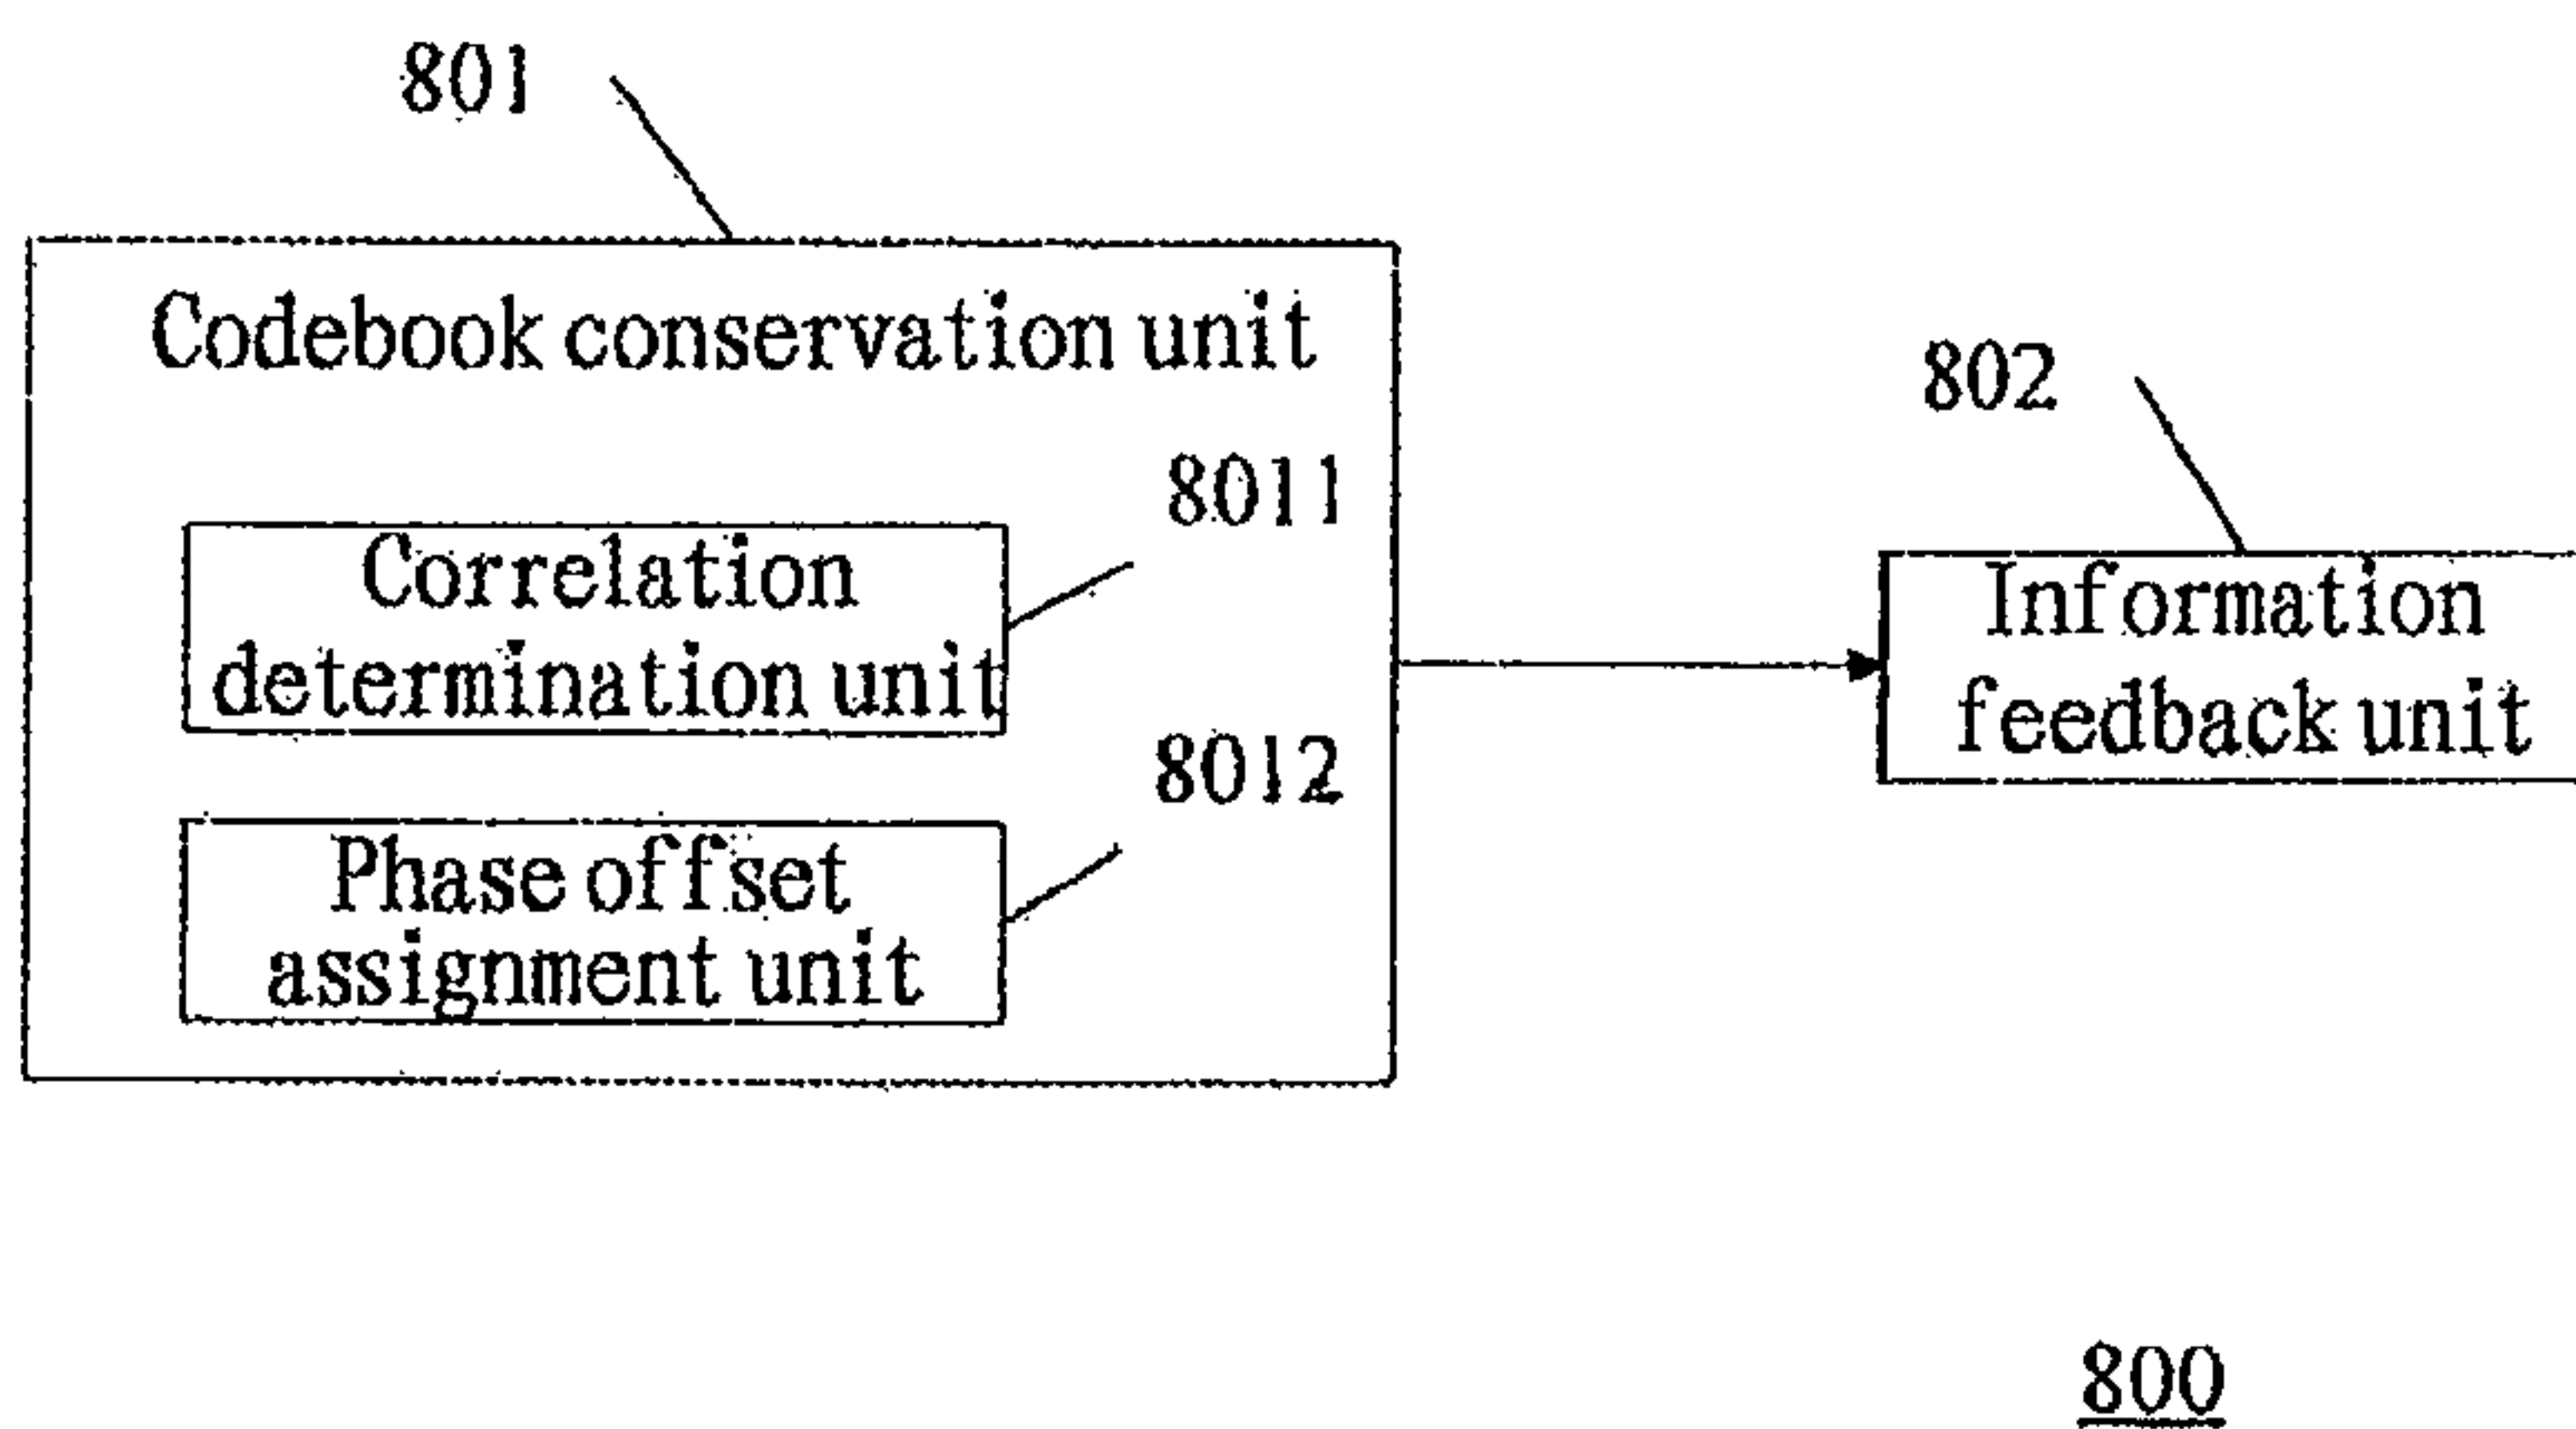 801
Codebook conservation unit
802
8011
Correlation
determination unit
Information
feedback unit
8012
Phase offset
assignment unit
800